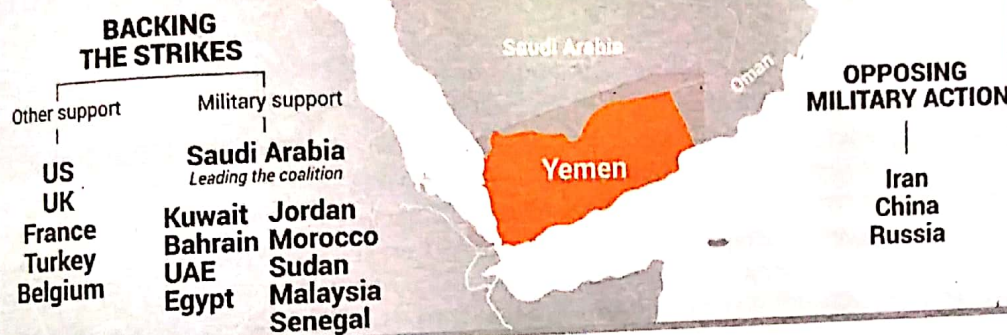 BACKING
THE STRIKES
Other support
US
UK
France
Turkey
Belgium
Military support
Saudi Arabia
Leading the coalition
Kuwait
Bahrain
UAE
Egypt
Jordan
Morocco
Sudan
Malaysia
Senegal
Saudi Arabia
Oman
Yemen
OPPOSING
MILITARY ACTION
Iran
China
Russia